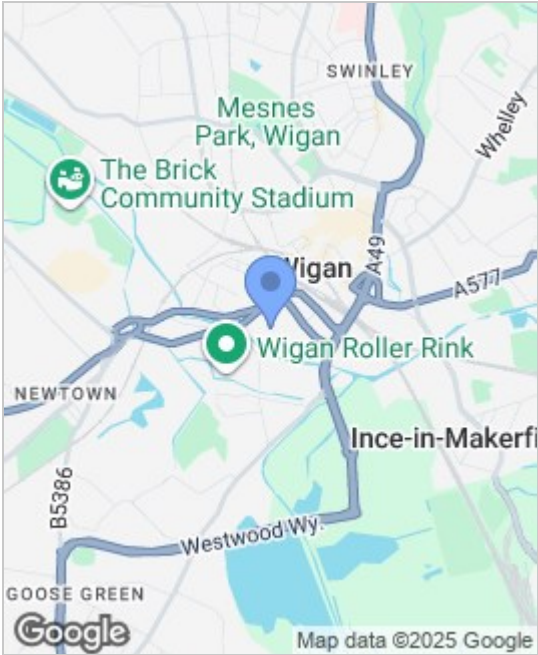 SWINLEY
Mesnes
Park, Wigan
Whelley
The Brick
Community Stadium
Wigan
A49
A577
Wigan Roller Rink
NEWTOWN
Ince-in-Makerfi
B5386
Westwood Wy.
GOOSE GREEN
Google
Map data ©2025 Google